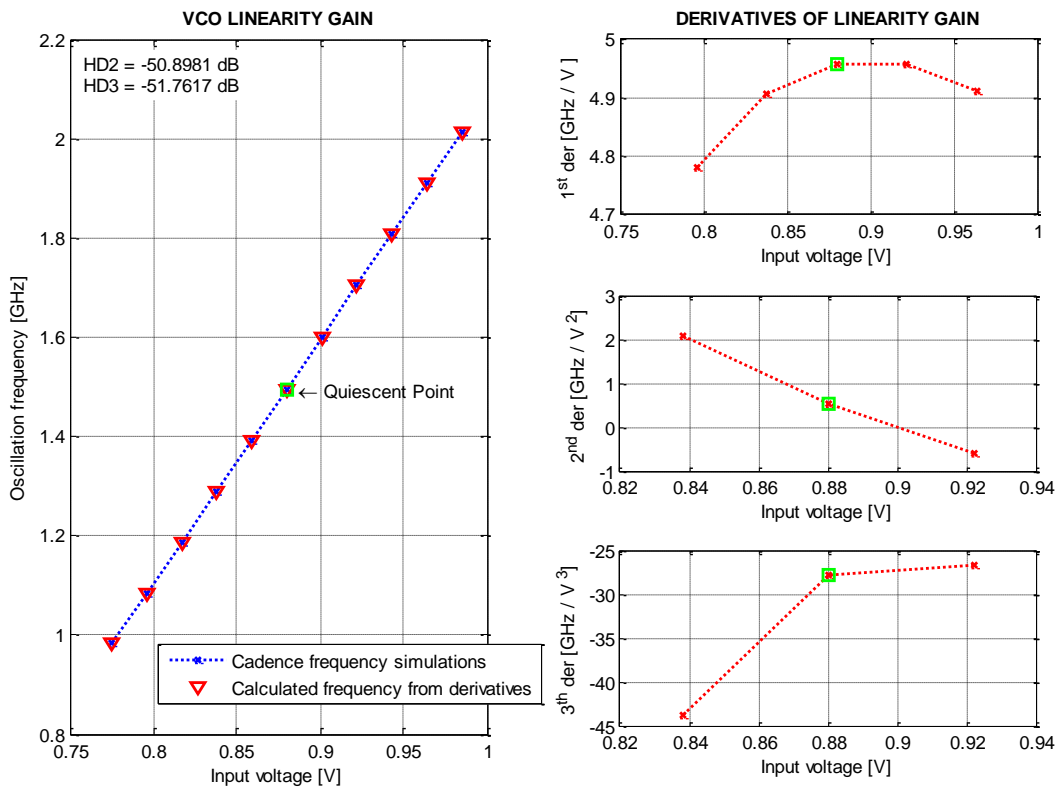 VCO LINEARITY GAIN
HD2 = -50.8981 dB
HD3 = -51.7617 dB
2.2
2
1.8
1.6
1.4
1.2
1
0.8
Oscillation frequency [GHz]
← Quiescent Point
Cadence frequency simulations
Calculated frequency from derivatives
0.75 0.8 0.85 0.9 0.95 1
Input voltage [V]
DERIVATIVES OF LINEARITY GAIN
5
4.9
4.8
4.7
1st der [GHz / V]
0.75 0.8 0.85 0.9 0.95 1
Input voltage [V]
3
2
1
0
-1
2nd der [GHz / V 2]
0.82 0.84 0.86 0.88 0.9 0.92 0.94
Input voltage [V]
-25
-30
-35
-40
-45
3th der [GHz / V 3]
0.82 0.84 0.86 0.88 0.9 0.92 0.94
Input voltage [V]